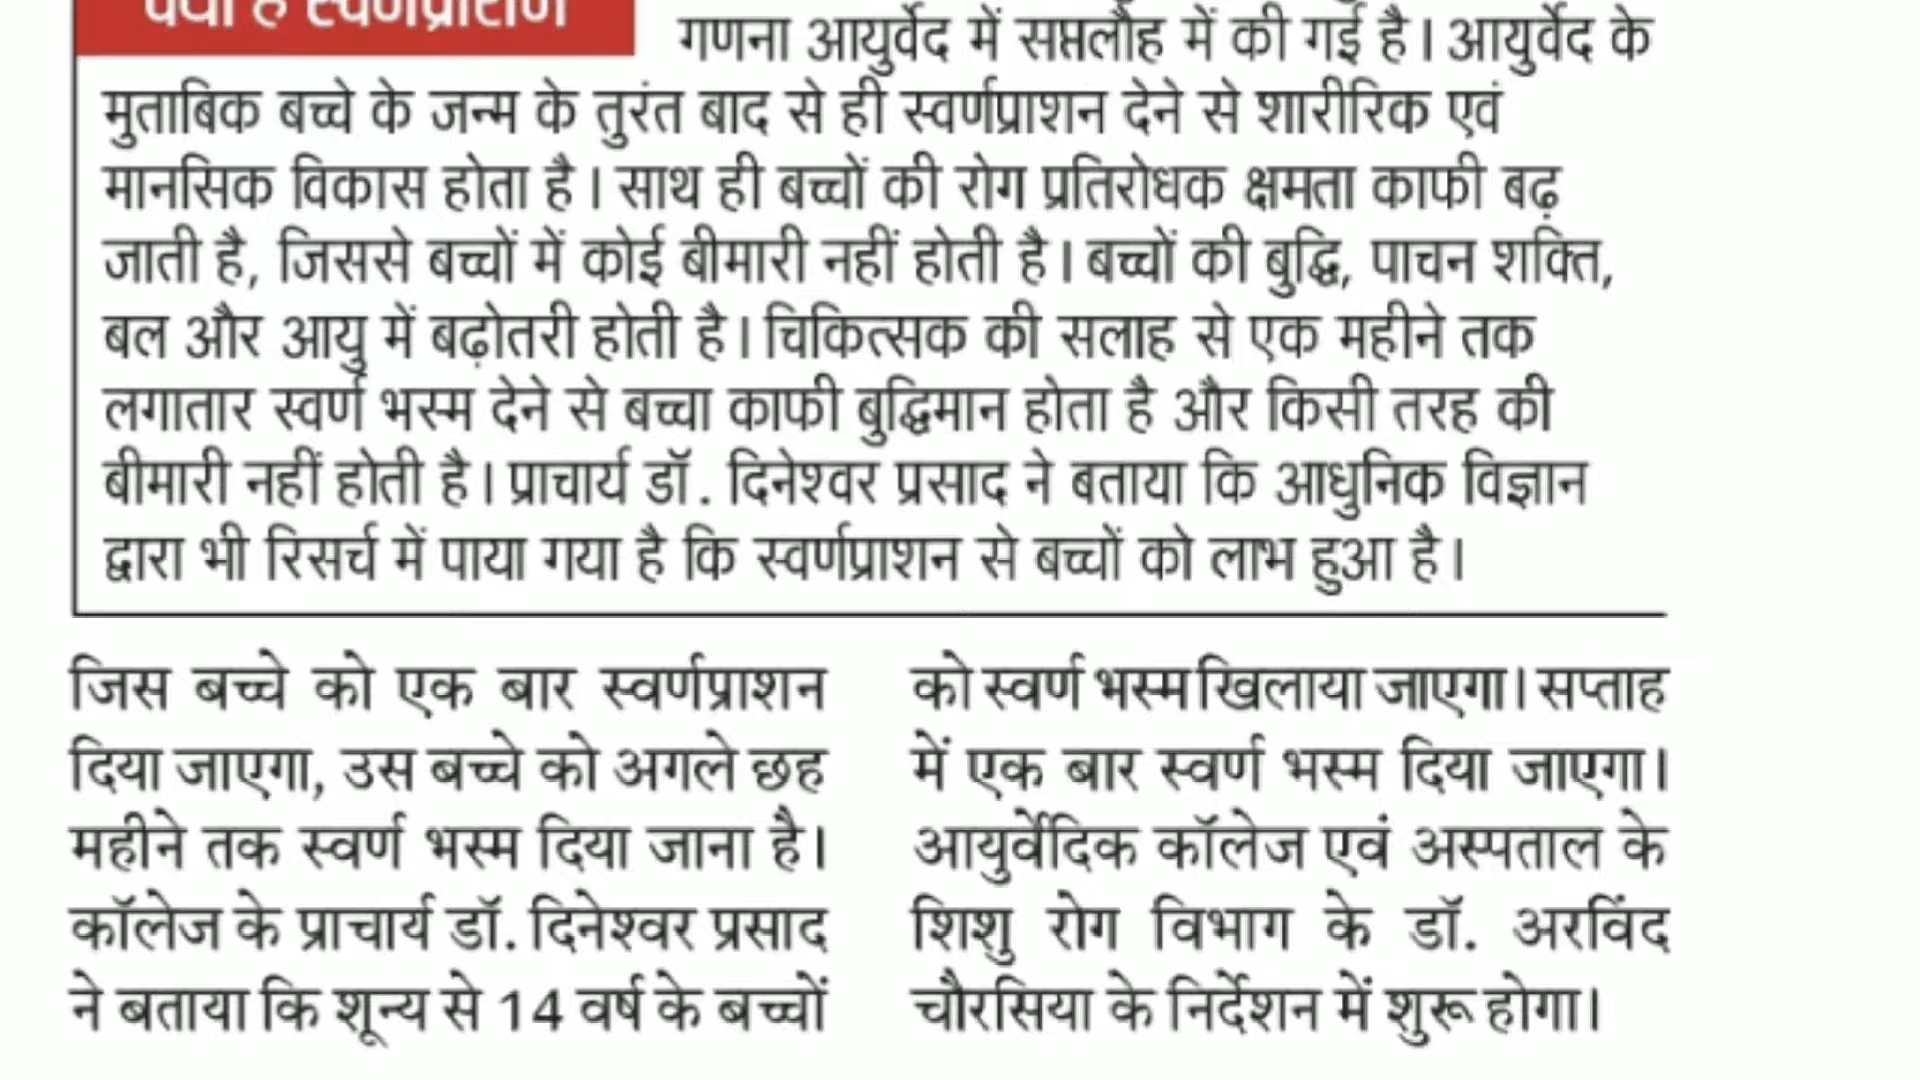 क्या है स्वर्णप्राशन
गणना आयुर्वेद में सप्तलौह में की गई है। आयुर्वेद के
मुताबिक बच्चे के जन्म के तुरंत बाद से ही स्वर्णप्राशन देने से शारीरिक एवं
मानसिक विकास होता है। साथ ही बच्चों की रोग प्रतिरोधक क्षमता काफी बढ़
जाती है, जिससे बच्चों में कोई बीमारी नहीं होती है। बच्चों की बुद्धि, पाचन शक्ति,
बल और आयु में बढ़ोतरी होती है। चिकित्सक की सलाह से एक महीने तक
लगातार स्वर्ण भस्म देने से बच्चा काफी बुद्धिमान होता है और किसी तरह की
बीमारी नहीं होती है। प्राचार्य डॉ. दिनेश्वर प्रसाद ने बताया कि आधुनिक विज्ञान
द्वारा भी रिसर्च में पाया गया है कि स्वर्णप्राशन से बच्चों को लाभ हुआ है।
जिस बच्चे को एक बार स्वर्णप्राशन
दिया जाएगा, उस बच्चे को अगले छह
महीने तक स्वर्ण भस्म दिया जाना है।
कॉलेज के प्राचार्य डॉ. दिनेश्वर प्रसाद
ने बताया कि शून्य से 14 वर्ष के बच्चों
को स्वर्ण भस्म खिलाया जाएगा। सप्ताह
में एक बार स्वर्ण भस्म दिया जाएगा।
आयुर्वेदिक कॉलेज एवं अस्पताल के
शिशु रोग विभाग के डॉ. अरविंद
चौरसिया के निर्देशन में शुरू होगा।